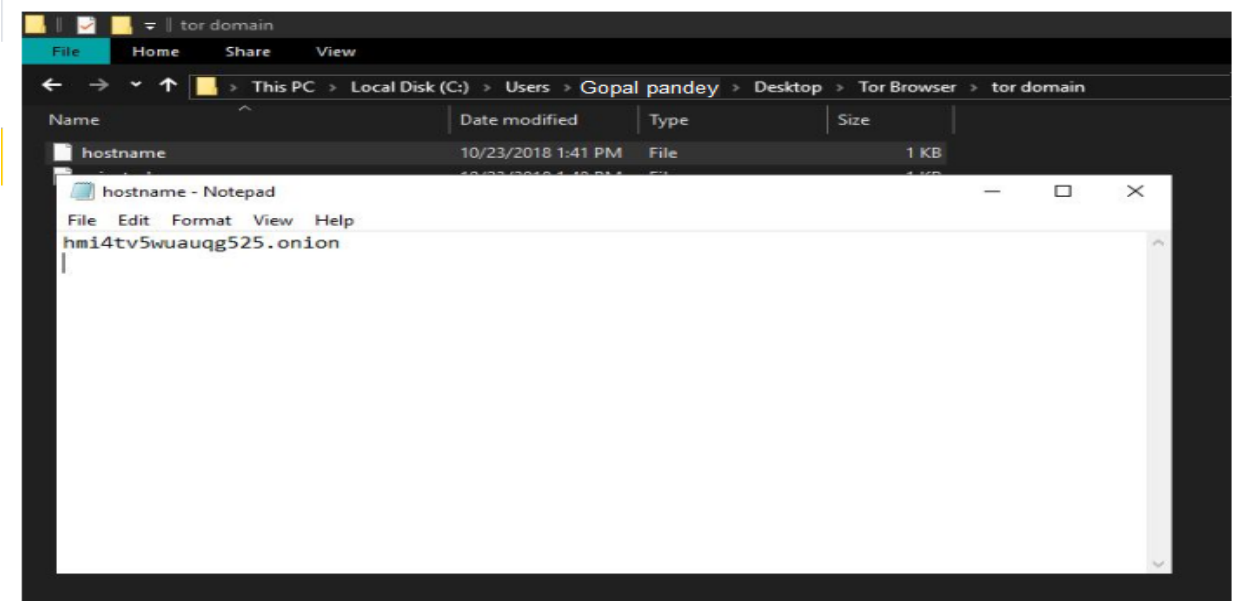 tor domain
File Home Share View
This PC > Local Disk (C:) > Users > Gopal pandey > Desktop > Tor Browser > tor domain
Name Date modified Type Size
hostname 10/23/2018 1:41 PM File 1 KB
hostname - Notepad
File Edit Format View Help
hmi4tv5wuauqg525.onion